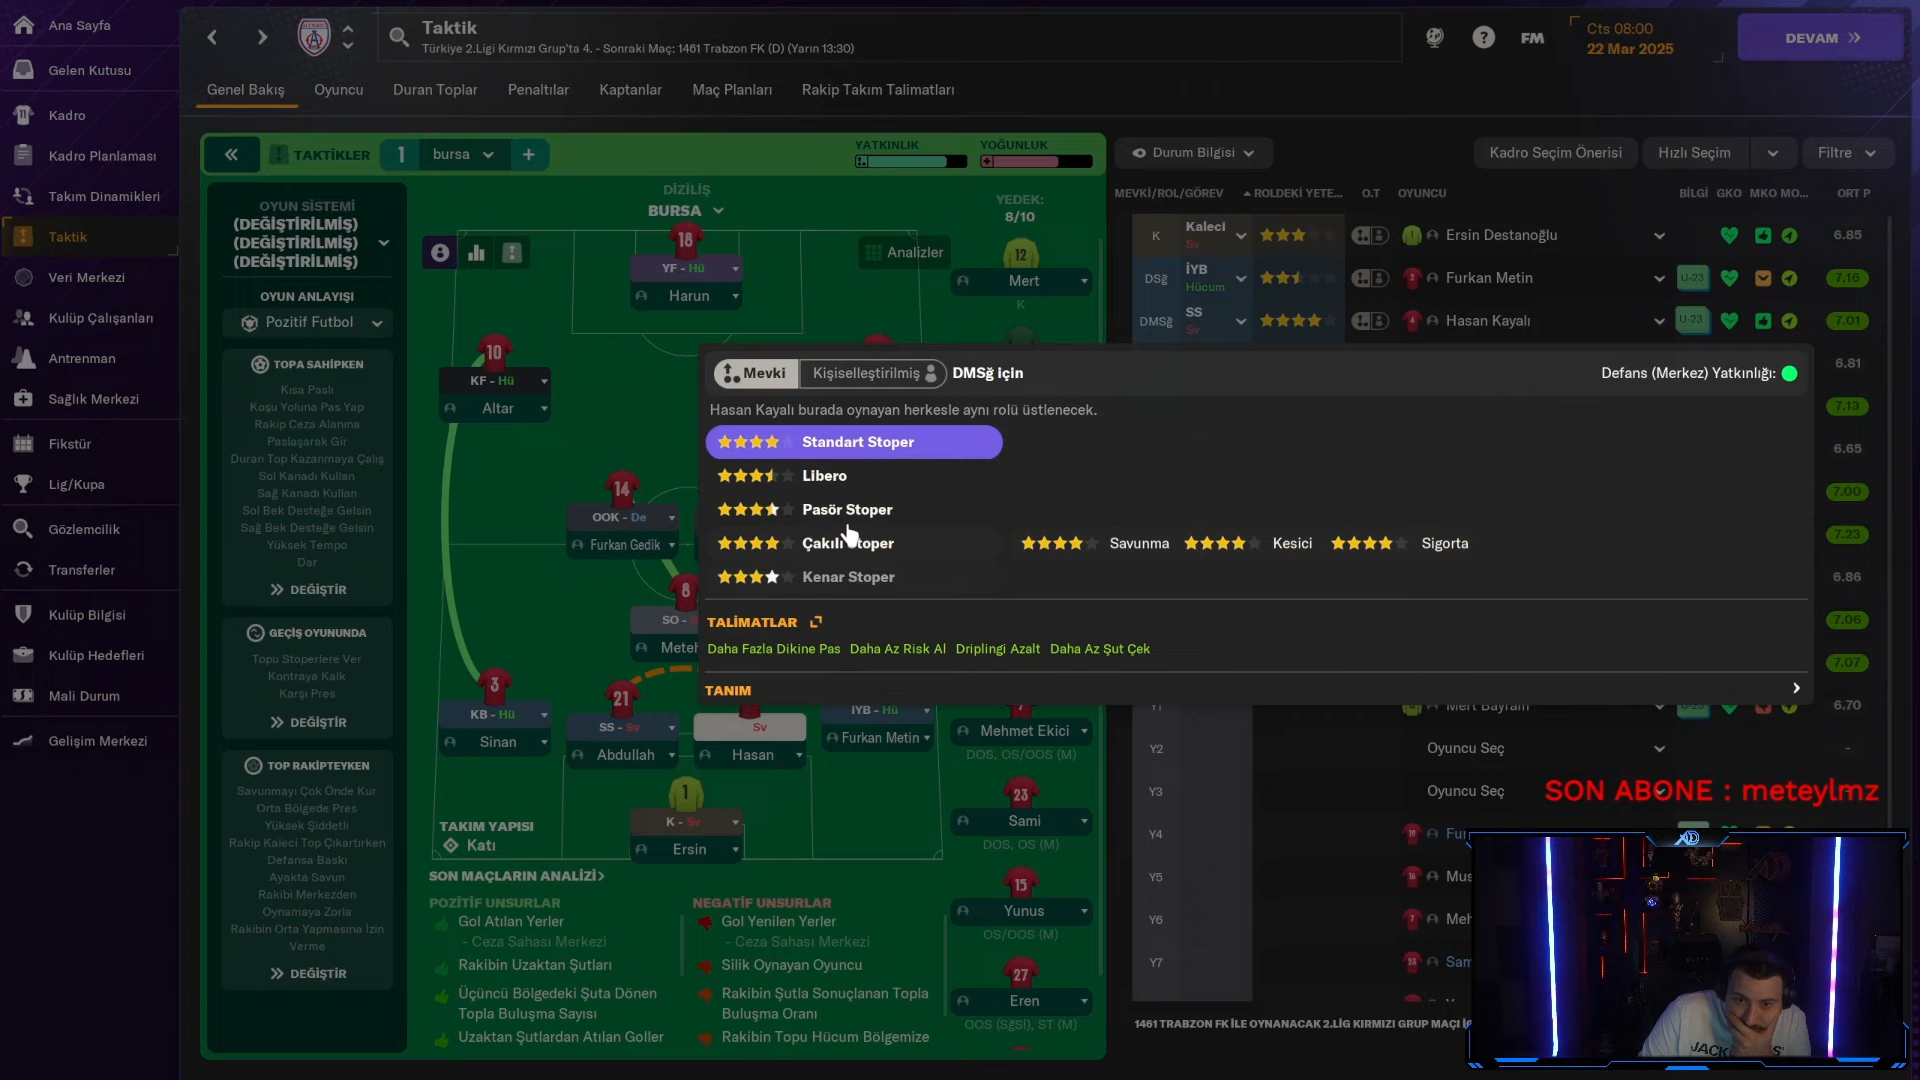 Ana Sayfa
Gelen Kutusu
Kadro
Kadro Planlaması
Takım Dinamikleri
Taktik
Veri Merkezi
Kulüp Çalışanları
Antrenman
Sağlık Merkezi
Fikstür
Lig/Kupa
Gözlemcilik
Transferler
Kulüp Bilgisi
Kulüp Hedefleri
Mali Durum
Gelişim Merkezi
Taktik
Türkiye 2.Ligi Kırmızı Grup'ta 4. - Sonraki Maç: 1461 Trabzon FK (D) (Yarın 13:30)
FM
Cts 08:00
22 Mar 2025
DEVAM
Genel Bakış
Oyuncu
Duran Toplar
Penaltılar
Kaptanlar
Maç Planları
Rakip Takım Talimatları
TAKTİKLER
1
bursa
YATKINLIK
YOĞUNLUK
OYUN SİSTEMİ
(DEĞİŞTİRİLMİŞ)
(DEĞİŞTİRİLMİŞ)
(DEĞİŞTİRİLMİŞ)
OYUN ANLAYIŞI
Pozitif Futbol
TOPA SAHİPKEN
Kısa Paslı
Koşu Yoluna Pas Yap
Rakip Ceza Alanına
Paslaşarak Gir
Duran Top Kazanmaya Çalış
Sol Kanadı Kullan
Sağ Kanadı Kullan
Sol Bek Desteğe Gelsin
Sağ Bek Desteğe Gelsin
Yüksek Tempo
Dar
DEĞİŞTİR
GEÇİŞ OYUNUNDA
Topu Stoperlere Ver
Kontraya Kalk
Karşı Pres
DEĞİŞTİR
TOP RAKİPTEYKEN
Savunmayı Çok Önde Kur
Orta Bölgede Pres
Yüksek Şiddetli
Rakip Kaleci Top Çıkartırken
Defansa Baskı
Ayakta Savun
Rakibi Merkezden
Oynamaya Zorla
Rakibin Orta Yapmasına İzin
Verme
DEĞİŞTİR
DİZİLİŞ
BURSA
Analizler
18
YF - Hü
Harun
10
KF - Hü
Altar
14
OOK - De
Furkan Gedik
8
SO -
Meteh
3
KB - Hü
Sinan
21
SS - Sv
Abdullah
Sv
Hasan
İYB - Hü
Furkan Metin
1
K - Sv
Ersin
TAKIM YAPISI
Katı
YEDEK:
8/10
12
Mert
K
Mehmet Ekici
DOS, OS/OOS (M)
23
Sami
DOS, OS (M)
15
Yunus
OS/OOS (M)
27
Eren
OOS (SğSl), ST (M)
SON MAÇLARIN ANALİZİ>
POZİTİF UNSURLAR
Gol Atılan Yerler
- Ceza Sahası Merkezi
Rakibin Uzaktan Şutları
Üçüncü Bölgedeki Şuta Dönen
Topla Buluşma Sayısı
Uzaktan Şutlardan Atılan Goller
NEGATİF UNSURLAR
Gol Yenilen Yerler
- Ceza Sahası Merkezi
Silik Oynayan Oyuncu
Rakibin Şutla Sonuçlanan Topla
Buluşma Oranı
Rakibin Topu Hücum Bölgemize
Durum Bilgisi
Kadro Seçim Önerisi
Hızlı Seçim
Filtre
MEVKİ/ROL/GÖREV
ROLDEKİ YETE...
O.T
OYUNCU
BİLGİ
GKO
MKO
MO...
ORT P
K
Kaleci
Sv
Ersin Destanoğlu
6.85
DSğ
İYB
Hücum
Furkan Metin
U-23
7.16
DMSğ
SS
Sv
Hasan Kayalı
U-23
7.01
6.81
7.13
6.65
7.00
7.23
6.86
7.06
7.07
Mevki
Kişiselleştirilmiş
DMSğ için
Defans (Merkez) Yatkınlığı:
Hasan Kayalı burada oynayan herkesle aynı rolü üstlenecek.
Standart Stoper
Libero
Pasör Stoper
Savunma
Kesici
Sigorta
Kenar Stoper
TALİMATLAR
Daha Fazla Dikine Pas
Daha Az Risk Al
Driplingi Azalt
Daha Az Şut Çek
TANIM
Y1
Mert Bayram
6.70
Y2
Oyuncu Seç
-
Y3
Oyuncu Seç
Y4
Fur
Y5
Mus
Y6
Meh
Y7
Sam
SON ABONE : meteylmz
1461 TRABZON FK İLE OYNANACAK 2.LİG KIRMIZI GRUP MAÇI İÇ